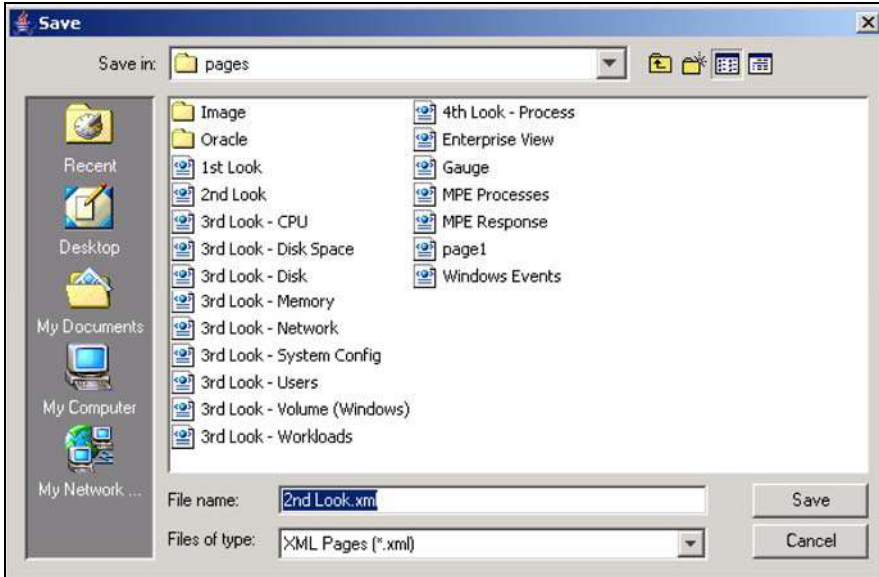 Save
Save in: pages
Recent
Desktop
My Documents
My Computer
My Network ...
Image
Oracle
1st Look
2nd Look
3rd Look - CPU
3rd Look - Disk Space
3rd Look - Disk
3rd Look - Memory
3rd Look - Network
3rd Look - System Config
3rd Look - Users
3rd Look - Volume (Windows)
3rd Look - Workloads
4th Look - Process
Enterprise View
Gauge
MPE Processes
MPE Response
page1
Windows Events
File name: 2nd Look.xml
Save
Files of type: XML Pages (*.xml)
Cancel